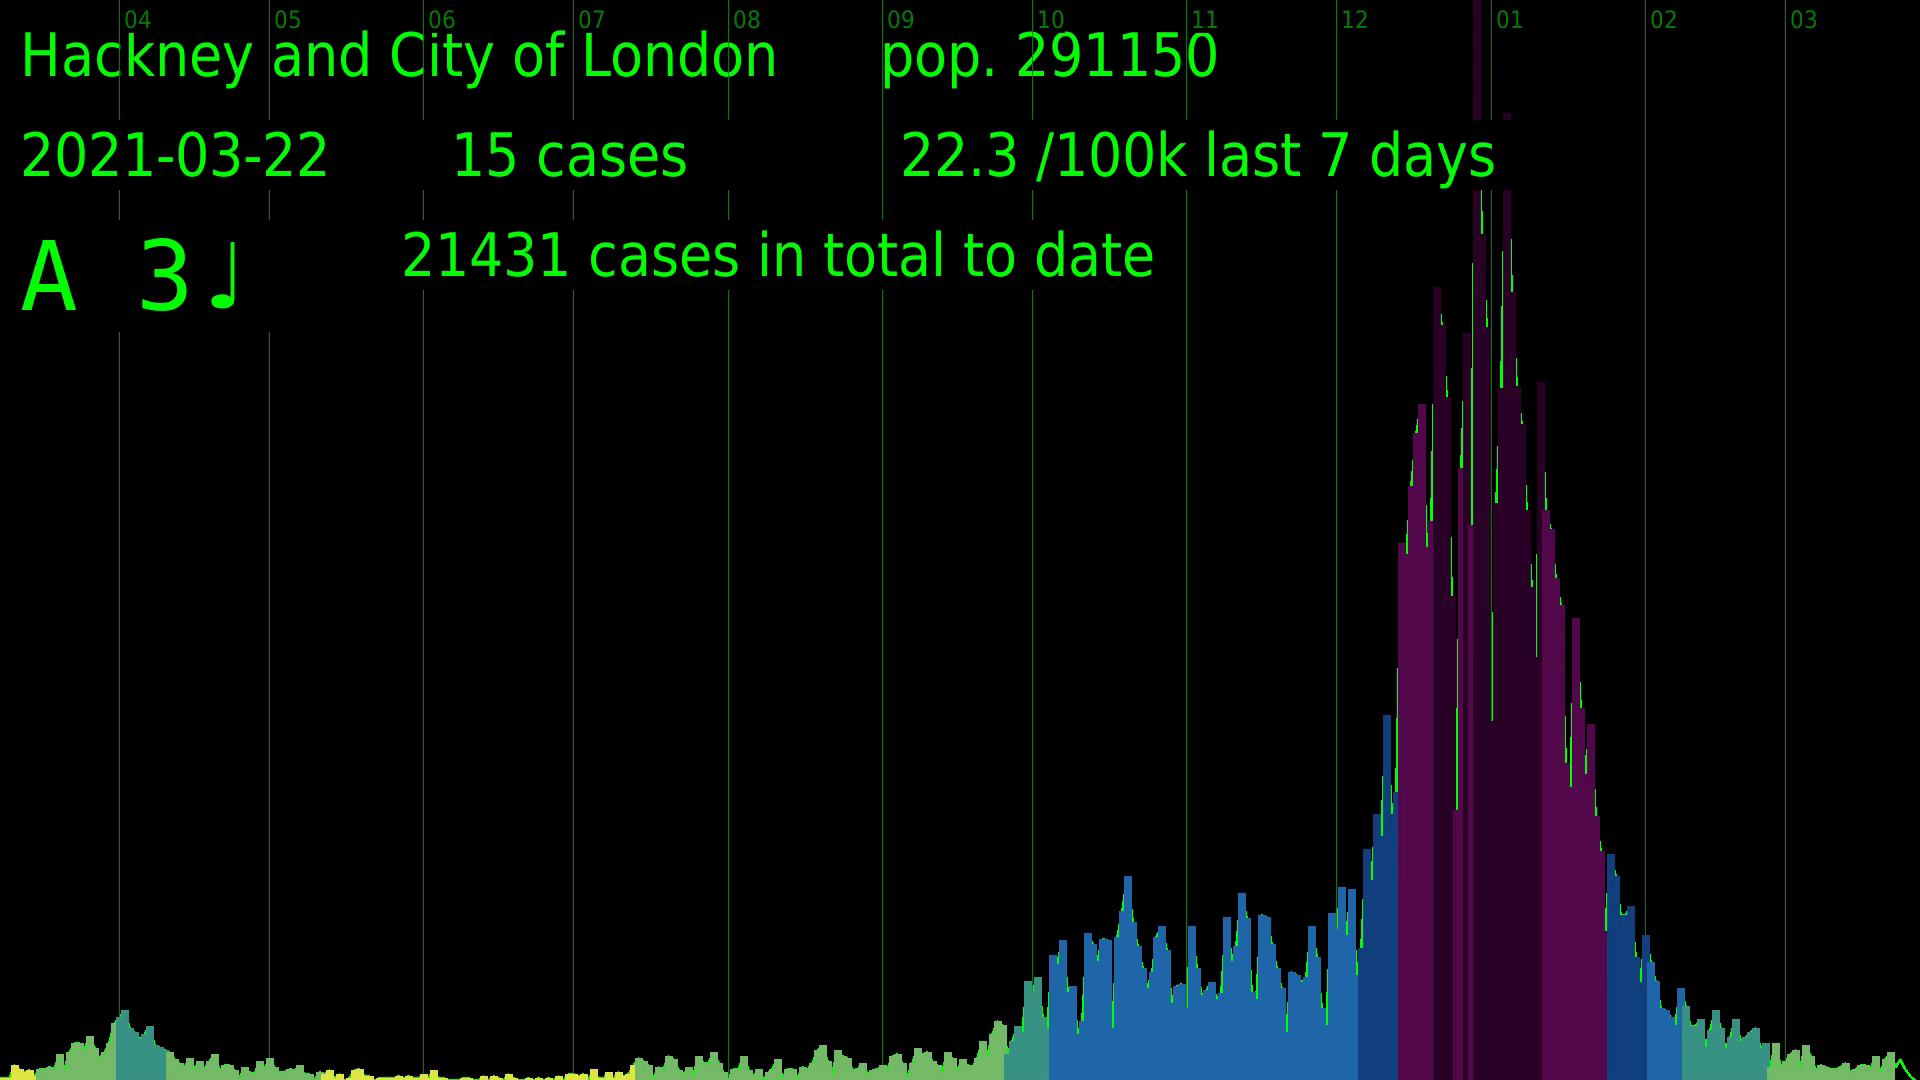 04 05 06 07 08 09 10 11 12 01 02 03
Hackney and City of London pop. 291150
2021-03-22 15 cases 22.3 /100k last 7 days
A 3♩ 21431 cases in total to date